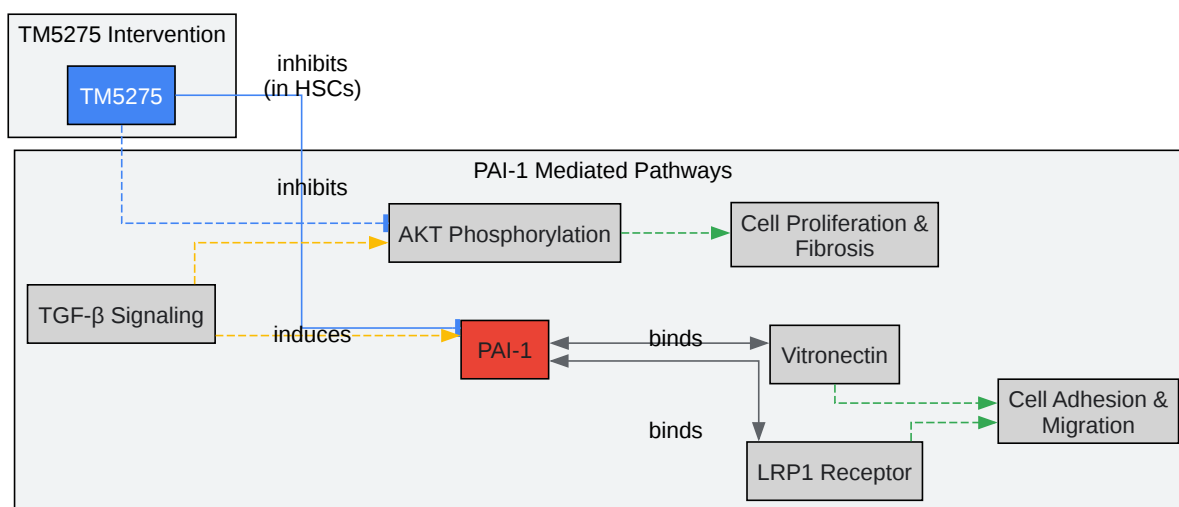 TM5275 Intervention
TM5275
inhibits
(in HSCs)
PAI-1 Mediated Pathways
inhibits
AKT Phosphorylation
Cell Proliferation &
Fibrosis
TGF-β Signaling
induces
PAI-1
binds
Vitronectin
Cell Adhesion &
Migration
binds
LRP1 Receptor